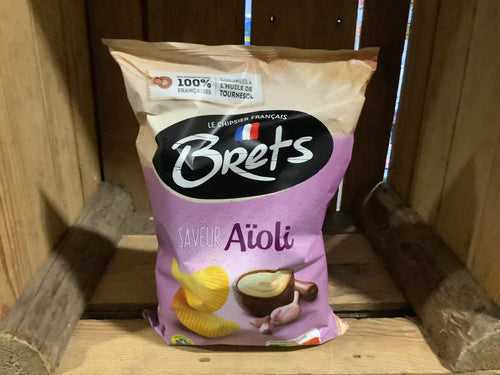 100%
FRANÇAISES
L'HUILE DE
TOURNESOL
LE CHIPSIER FRANÇAIS
Brets
SAVEUR Aïoli